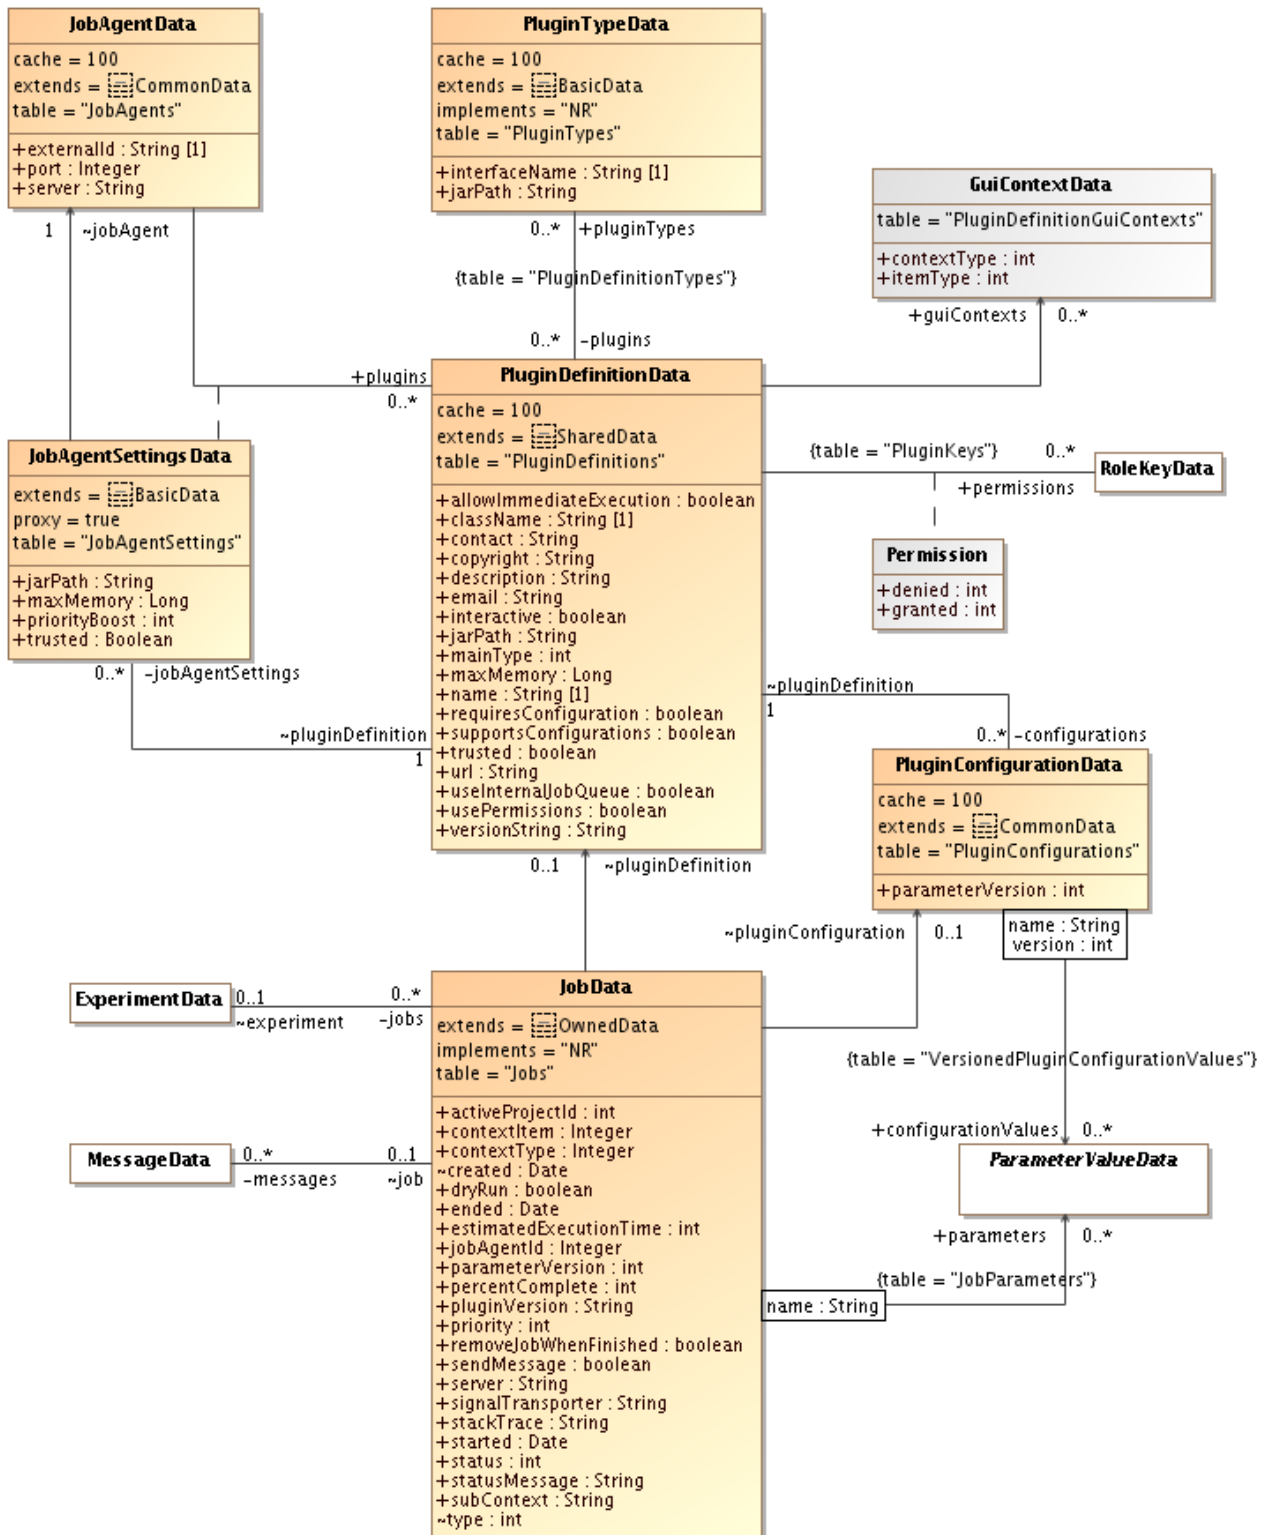 JobAgentData
cache = 100
extends = CommonData
table = "JobAgents"
+externalId : String [1]
+port : Integer
+server : String
PluginTypeData
cache = 100
extends = BasicData
implements = "NR"
table = "PluginTypes"
+interfaceName : String [1]
+jarPath : String
GuiContextData
table = "PluginDefinitionGuiContexts"
+contextType : int
+itemType : int
1 ~jobAgent
0..* +pluginTypes
{table = "PluginDefinitionTypes"}
0..* -plugins
+guiContexts 0..*
+plugins
0..*
PluginDefinitionData
cache = 100
extends = SharedData
table = "PluginDefinitions"
+allowImmediateExecution : boolean
+className : String [1]
+contact : String
+copyright : String
+description : String
+email : String
+interactive : boolean
+jarPath : String
+mainType : int
+maxMemory : Long
+name : String [1]
+requiresConfiguration : boolean
+supportsConfigurations : boolean
+trusted : boolean
+url : String
+useInternalJobQueue : boolean
+usePermissions : boolean
+versionString : String
{table = "PluginKeys"} 0..*
+permissions
RoleKeyData
Permission
+denied : int
+granted : int
JobAgentSettingsData
extends = BasicData
proxy = true
table = "JobAgentSettings"
+jarPath : String
+maxMemory : Long
+priorityBoost : int
+trusted : Boolean
0..* -jobAgentSettings
~pluginDefinition
1
~pluginDefinition
1
0..* -configurations
PluginConfigurationData
cache = 100
extends = CommonData
table = "PluginConfigurations"
+parameterVersion : int
name : String
version : int
0..1 ~pluginDefinition
~pluginConfiguration 0..1
ExperimentData
0..1 0..*
~experiment -jobs
MessageData
0..* 0..1
-messages ~job
JobData
extends = OwnedData
implements = "NR"
table = "Jobs"
+activeProjectId : int
+contextItem : Integer
+contextType : Integer
~created : Date
+dryRun : boolean
+ended : Date
+estimatedExecutionTime : int
+jobAgentId : Integer
+parameterVersion : int
+percentComplete : int
+pluginVersion : String
+priority : int
+removeJobWhenFinished : boolean
+sendMessage : boolean
+server : String
+signalTransporter : String
+stackTrace : String
+started : Date
+status : int
+statusMessage : String
+subContext : String
~type : int
{table = "VersionedPluginConfigurationValues"}
+configurationValues 0..*
ParameterValueData
+parameters 0..*
{table = "JobParameters"}
name : String